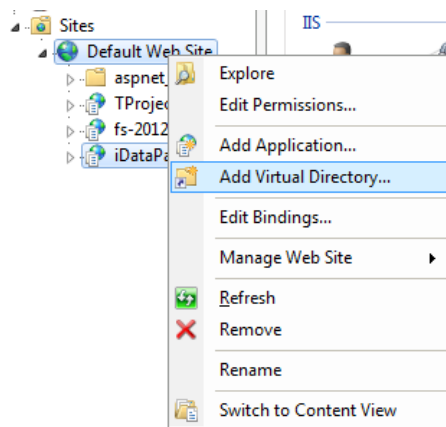 Sites
IIS
Default Web Site
Explore
aspnet_
Edit Permissions...
TProjec
fs-2012
Add Application...
iDataPa
Add Virtual Directory...
Edit Bindings...
Manage Web Site
Refresh
Remove
Rename
Switch to Content View